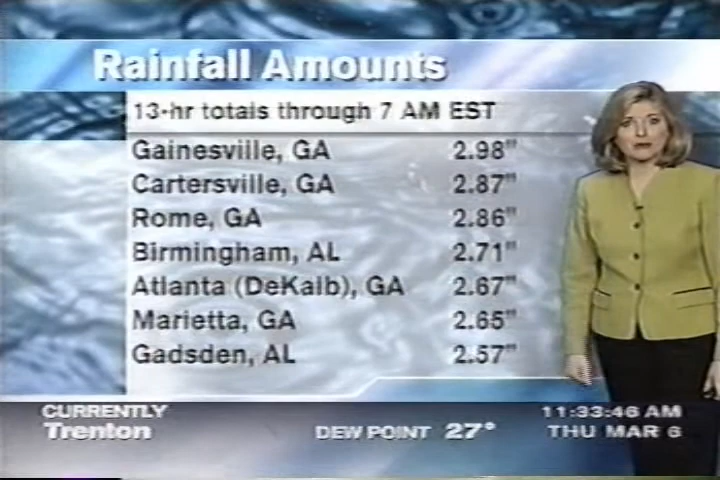 Rainfall Amounts
13-hr totals through 7 AM EST
Gainesville, GA 2.98"
Cartersville, GA 2.87"
Rome, GA 2.86"
Birmingham, AL 2.71"
Atlanta (DeKalb), GA 2.67"
Marietta, GA 2.65"
Gadsden, AL 2.57"
CURRENTLY 11:33:46 AM
Trenton DEW POINT 27° THU MAR 6